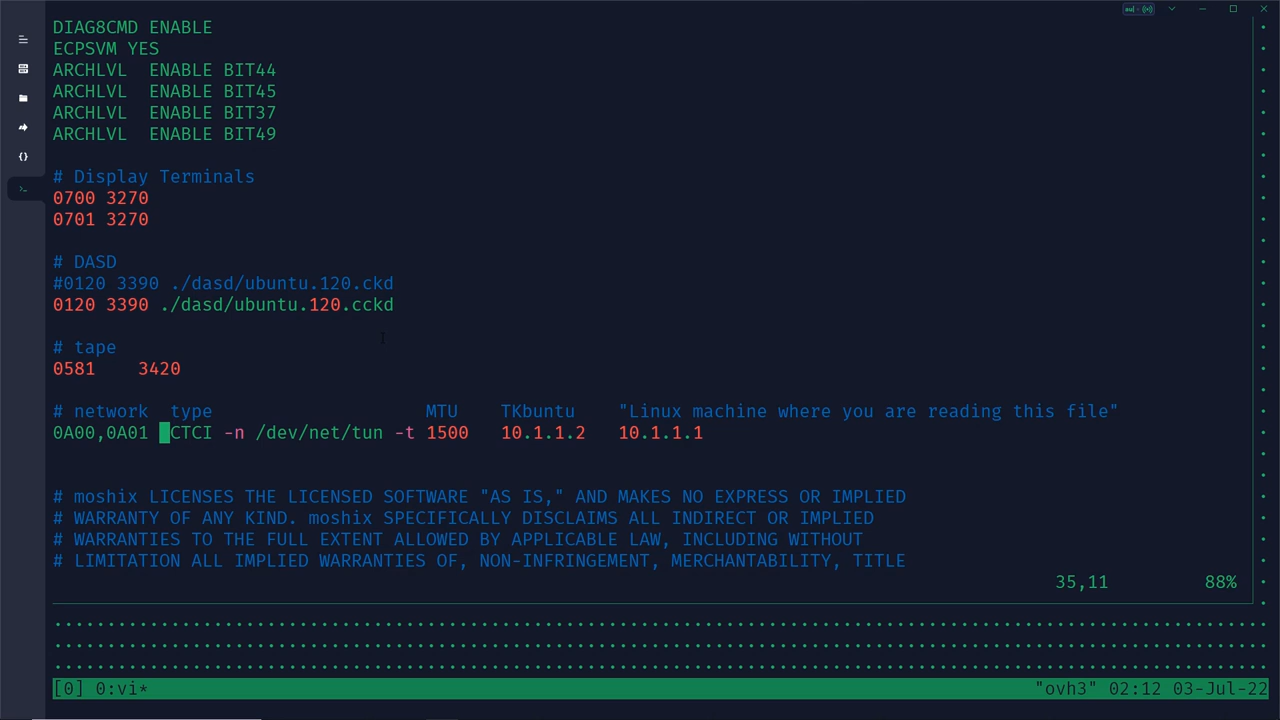 DIAG8CMD ENABLE
ECPSVM YES
ARCHLVL  ENABLE BIT44
ARCHLVL  ENABLE BIT45
ARCHLVL  ENABLE BIT37
ARCHLVL  ENABLE BIT49
# Display Terminals
0700 3270
0701 3270
# DASD
#0120 3390 ./dasd/ubuntu.120.ckd
0120 3390 ./dasd/ubuntu.120.cckd
# tape
0581    3420
# network  type                    MTU    TKbuntu    "Linux machine where you are reading this file"
0A00,0A01  CTCI -n /dev/net/tun -t 1500   10.1.1.2   10.1.1.1
# moshix LICENSES THE LICENSED SOFTWARE "AS IS," AND MAKES NO EXPRESS OR IMPLIED
# WARRANTY OF ANY KIND. moshix SPECIFICALLY DISCLAIMS ALL INDIRECT OR IMPLIED
# WARRANTIES TO THE FULL EXTENT ALLOWED BY APPLICABLE LAW, INCLUDING WITHOUT
# LIMITATION ALL IMPLIED WARRANTIES OF, NON-INFRINGEMENT, MERCHANTABILITY, TITLE
35,11         88%
[0] 0:vi*    "ovh3" 02:12 03-Jul-22